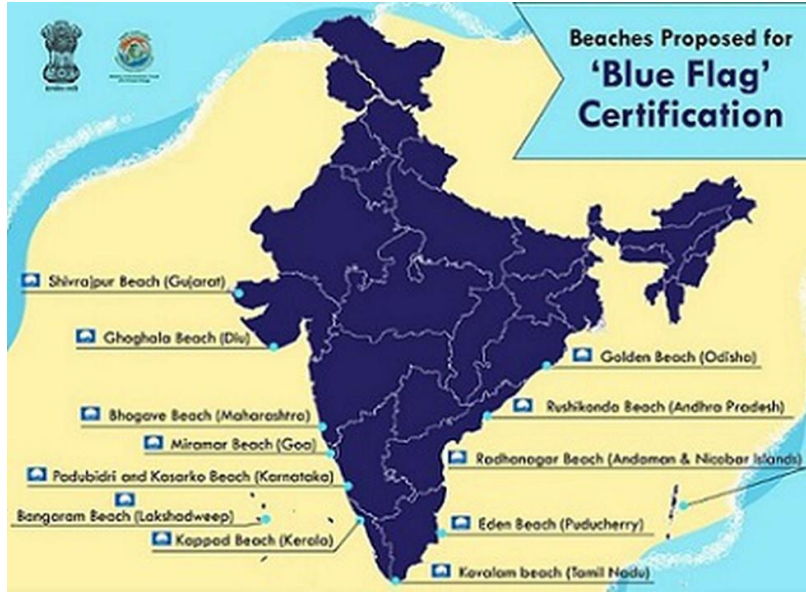 Beaches Proposed for
‘Blue Flag’
Certification
Shivrajpur Beach (Gujarat)
Ghoghala Beach (Diu)
Golden Beach (Odisha)
Bhogave Beach (Maharashtra)
Rushikonda Beach (Andhra Pradesh)
Miramar Beach (Goa)
Radhanagar Beach (Andaman & Nicobar Islands)
Padubidri and Kasarko Beach (Karnataka)
Bangaram Beach (Lakshadweep)
Eden Beach (Puducherry)
Kappad Beach (Kerala)
Kovalam beach (Tamil Nadu)